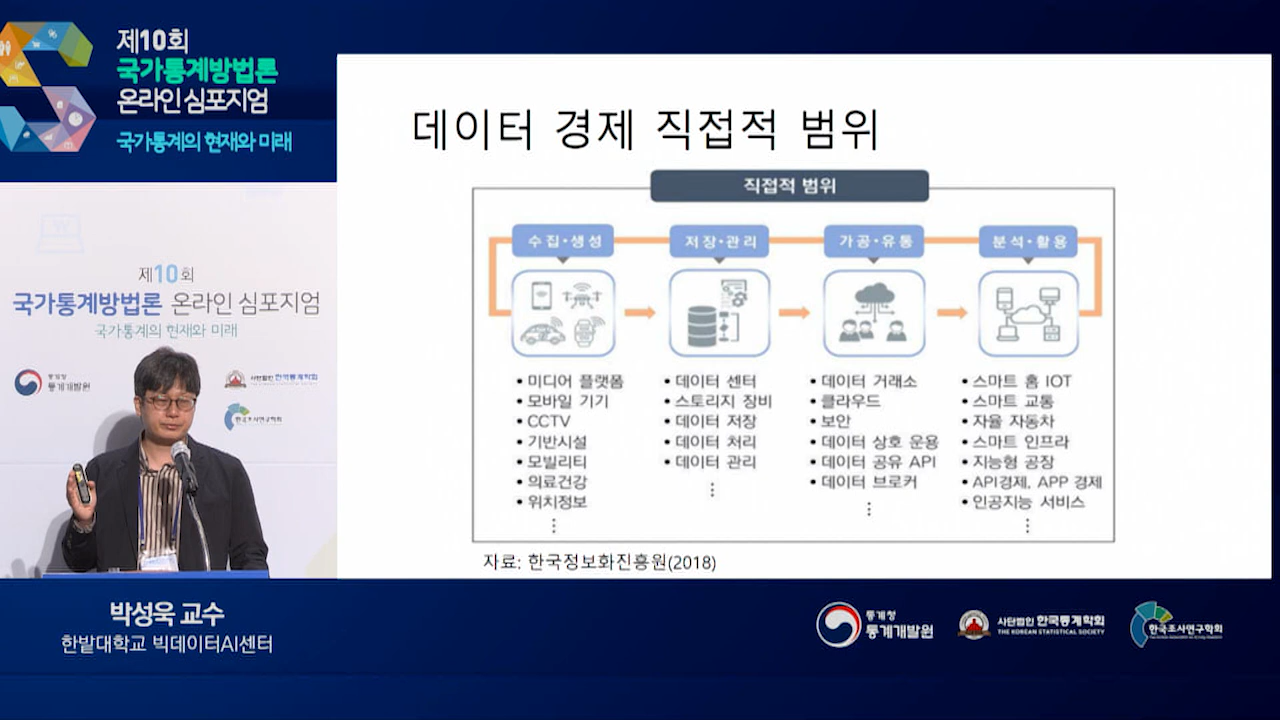 제10회
국가통계방법론
온라인 심포지엄
국가통계의 현재와 미래
데이터 경제 직접적 범위
직접적 범위
수집·생성
저장·관리
가공·유통
분석·활용
• 미디어 플랫폼
• 모바일 기기
• CCTV
• 기반시설
• 모빌리티
• 의료건강
• 위치정보
⋮
• 데이터 센터
• 스토리지 장비
• 데이터 저장
• 데이터 처리
• 데이터 관리
⋮
• 데이터 거래소
• 클라우드
• 보안
• 데이터 상호 운용
• 데이터 공유 API
• 데이터 브로커
⋮
• 스마트 홈 IOT
• 스마트 교통
• 자율 자동차
• 스마트 인프라
• 지능형 공장
• API경제, APP 경제
• 인공지능 서비스
⋮
자료: 한국정보화진흥원(2018)
제10회
국가통계방법론 온라인 심포지엄
국가통계의 현재와 미래
통계청
통계개발원
사단법인 한국통계학회
한국조사연구학회
박성욱 교수
한밭대학교 빅데이터AI센터
통계청
통계개발원
사단법인 한국통계학회
THE KOREAN STATISTICAL SOCIETY
한국조사연구학회